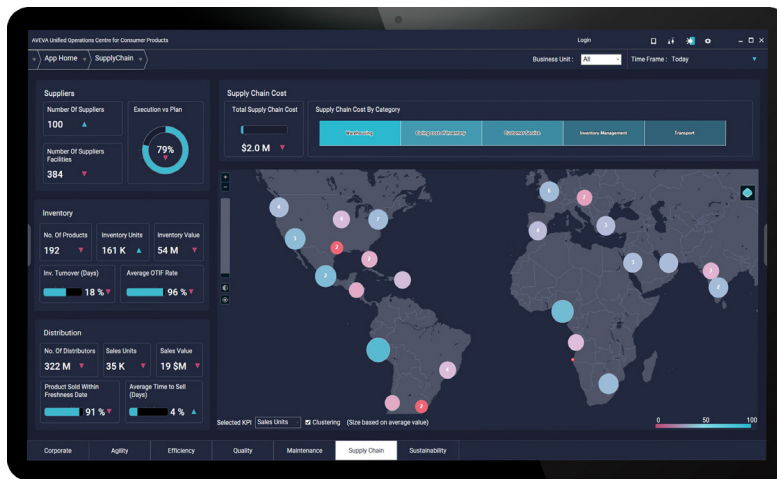 AVEVA Unified Operations Centre for Consumer Products
Login
App Home
SupplyChain
Business Unit :
All
Time Frame : Today
Suppliers
Number Of Suppliers
100
Execution vs Plan
79%
Number Of Suppliers
Facilities
384
Supply Chain Cost
Total Supply Chain Cost
$2.0 M
Supply Chain Cost By Category
Warehousing
CustomerService
Inventory Management
Transport
Inventory
No. Of Products
192
Inventory Units
161 K
Inventory Value
54 M
Inv. Turnover (Days)
18 %
Average OTIF Rate
96 %
Distribution
No. Of Distributors
322 M
Sales Units
35 K
Sales Value
19 $M
Product Sold Within
Freshness Date
91 %
Average Time to Sell
(Days)
4 %
Selected KPI
Sales Units
Clustering
(Size based on average value)
0
50
100
Corporate
Agility
Efficiency
Quality
Maintenance
Supply Chain
Sustainability